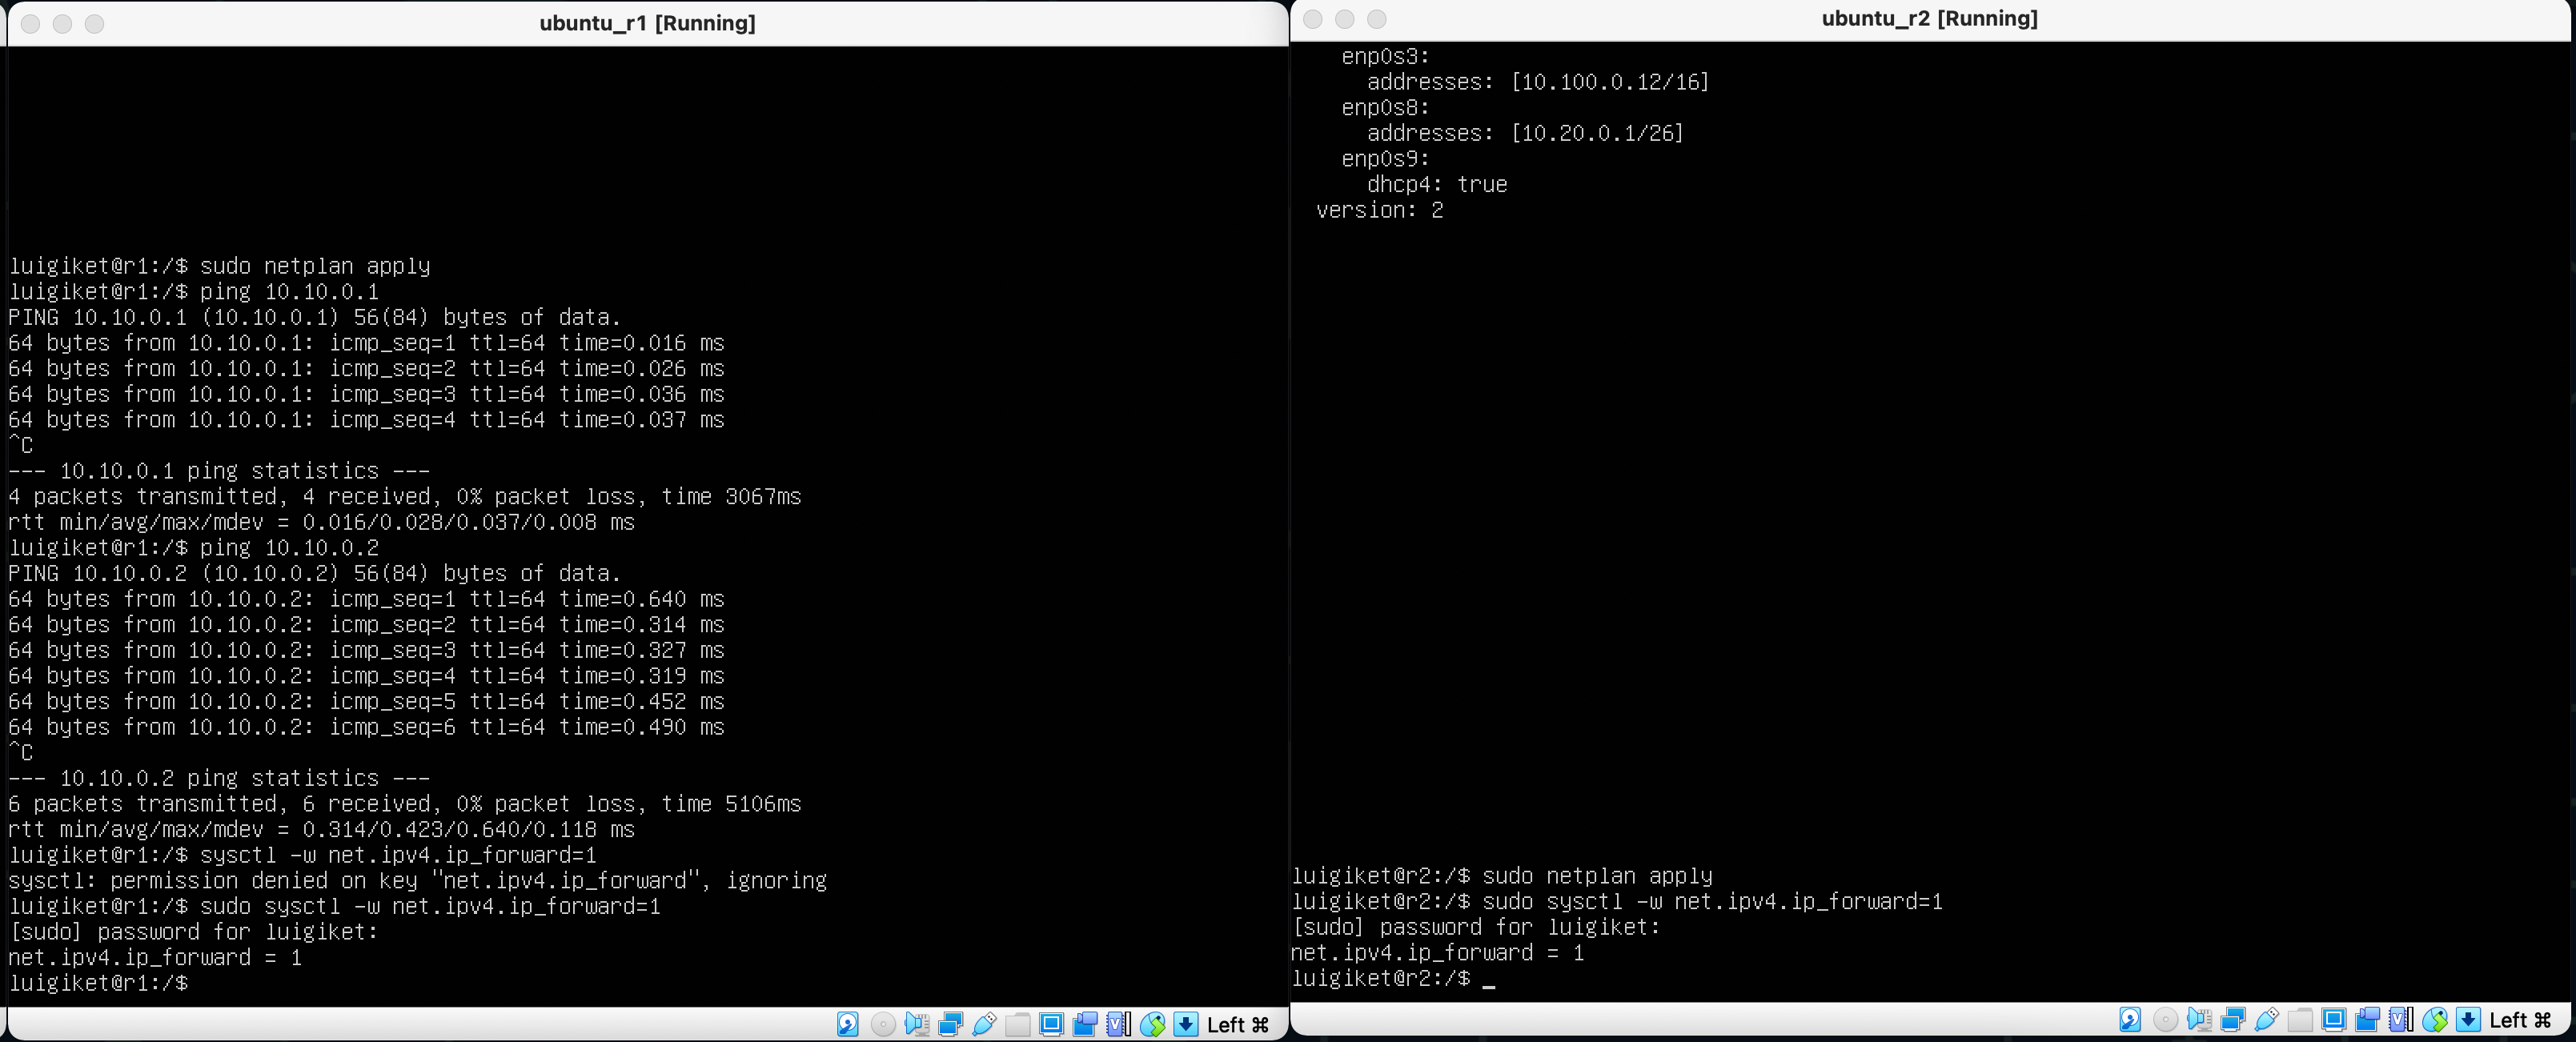 ubuntu_r1 [Running]
luigiket@r1:/$ sudo netplan apply
luigiket@r1:/$ ping 10.10.0.1
PING 10.10.0.1 (10.10.0.1) 56(84) bytes of data.
64 bytes from 10.10.0.1: icmp_seq=1 ttl=64 time=0.016 ms
64 bytes from 10.10.0.1: icmp_seq=2 ttl=64 time=0.026 ms
64 bytes from 10.10.0.1: icmp_seq=3 ttl=64 time=0.036 ms
64 bytes from 10.10.0.1: icmp_seq=4 ttl=64 time=0.037 ms
^C
--- 10.10.0.1 ping statistics ---
4 packets transmitted, 4 received, 0% packet loss, time 3067ms
rtt min/avg/max/mdev = 0.016/0.028/0.037/0.008 ms
luigiket@r1:/$ ping 10.10.0.2
PING 10.10.0.2 (10.10.0.2) 56(84) bytes of data.
64 bytes from 10.10.0.2: icmp_seq=1 ttl=64 time=0.640 ms
64 bytes from 10.10.0.2: icmp_seq=2 ttl=64 time=0.314 ms
64 bytes from 10.10.0.2: icmp_seq=3 ttl=64 time=0.327 ms
64 bytes from 10.10.0.2: icmp_seq=4 ttl=64 time=0.319 ms
64 bytes from 10.10.0.2: icmp_seq=5 ttl=64 time=0.452 ms
64 bytes from 10.10.0.2: icmp_seq=6 ttl=64 time=0.490 ms
^C
--- 10.10.0.2 ping statistics ---
6 packets transmitted, 6 received, 0% packet loss, time 5106ms
rtt min/avg/max/mdev = 0.314/0.423/0.640/0.118 ms
luigiket@r1:/$ sysctl -w net.ipv4.ip_forward=1
sysctl: permission denied on key "net.ipv4.ip_forward", ignoring
luigiket@r1:/$ sudo sysctl -w net.ipv4.ip_forward=1
[sudo] password for luigiket:
net.ipv4.ip_forward = 1
luigiket@r1:/$
Left ⌘
ubuntu_r2 [Running]
enp0s3:
addresses: [10.100.0.12/16]
enp0s8:
addresses: [10.20.0.1/26]
enp0s9:
dhcp4: true
version: 2
luigiket@r2:/$ sudo netplan apply
luigiket@r2:/$ sudo sysctl -w net.ipv4.ip_forward=1
[sudo] password for luigiket:
net.ipv4.ip_forward = 1
luigiket@r2:/$ _
Left ⌘